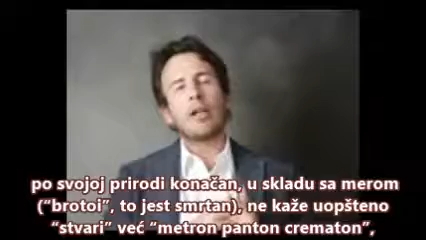 po svojoj prirodi konačan, u skladu sa merom
(“brotoi”, to jest smrtan), ne kaže uopšteno
“stvari” već “metron panton crematon”,